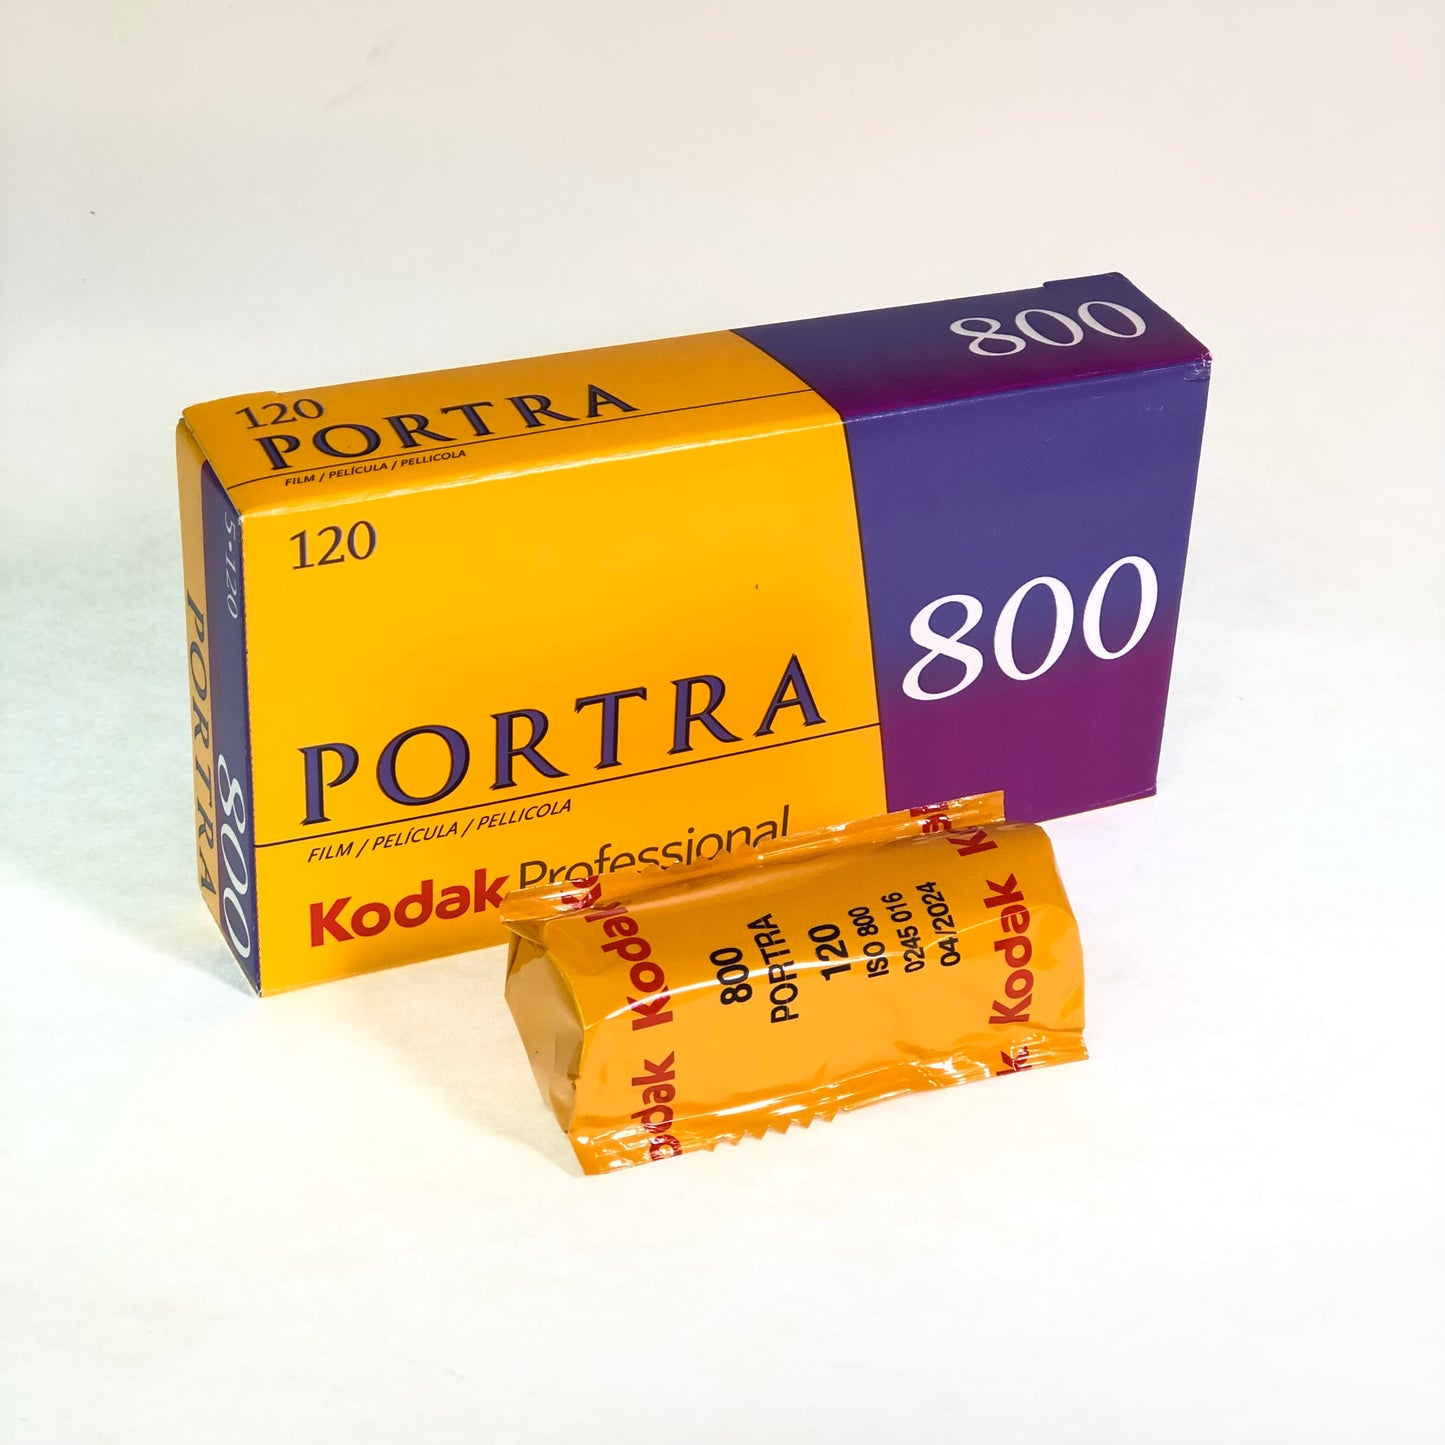 120
PORTRA
FILM / PELÍCULA / PELLICOLA
800
120
PORTRA
FILM / PELÍCULA / PELLICOLA
Kodak Professional
800
5·120
PORTRA
800
Kodak
Kodak
800
PORTRA
120
ISO 800
0245 016
04/2024
Kodak